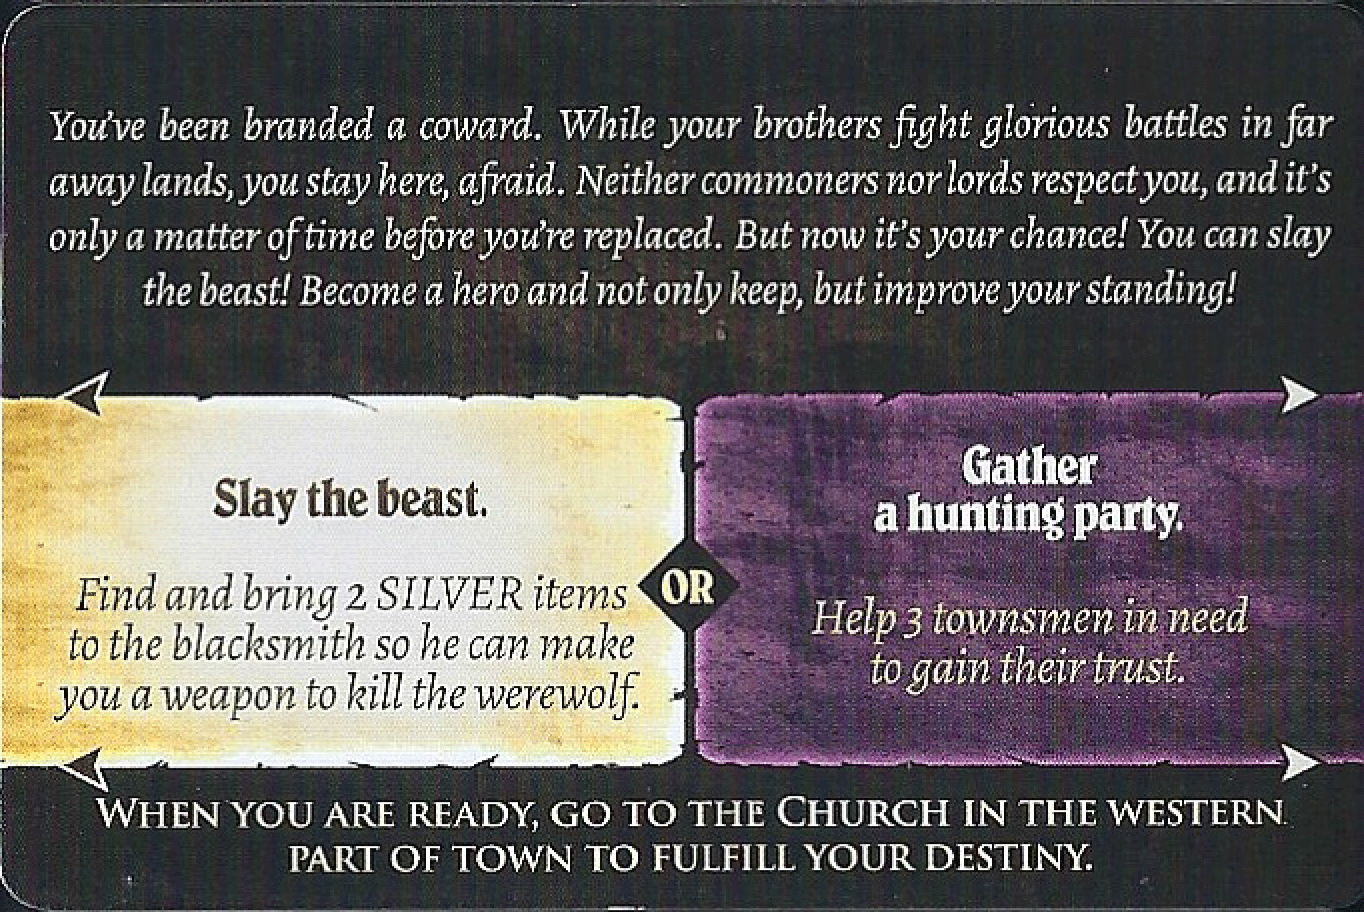 You've been branded a coward. While your brothers fight glorious battles in far
away lands, you stay here, afraid. Neither commoners nor lords respect you, and it's
only a matter of time before you're replaced. But now it's your chance! You can slay
the beast! Become a hero and not only keep, but improve your standing!
Slay the beast.
Find and bring 2 SILVER items
to the blacksmith so he can make
you a weapon to kill the werewolf.
OR
Gather
a hunting party.
Help 3 townsmen in need
to gain their trust.
WHEN YOU ARE READY, GO TO THE CHURCH IN THE WESTERN
PART OF TOWN TO FULFILL YOUR DESTINY.